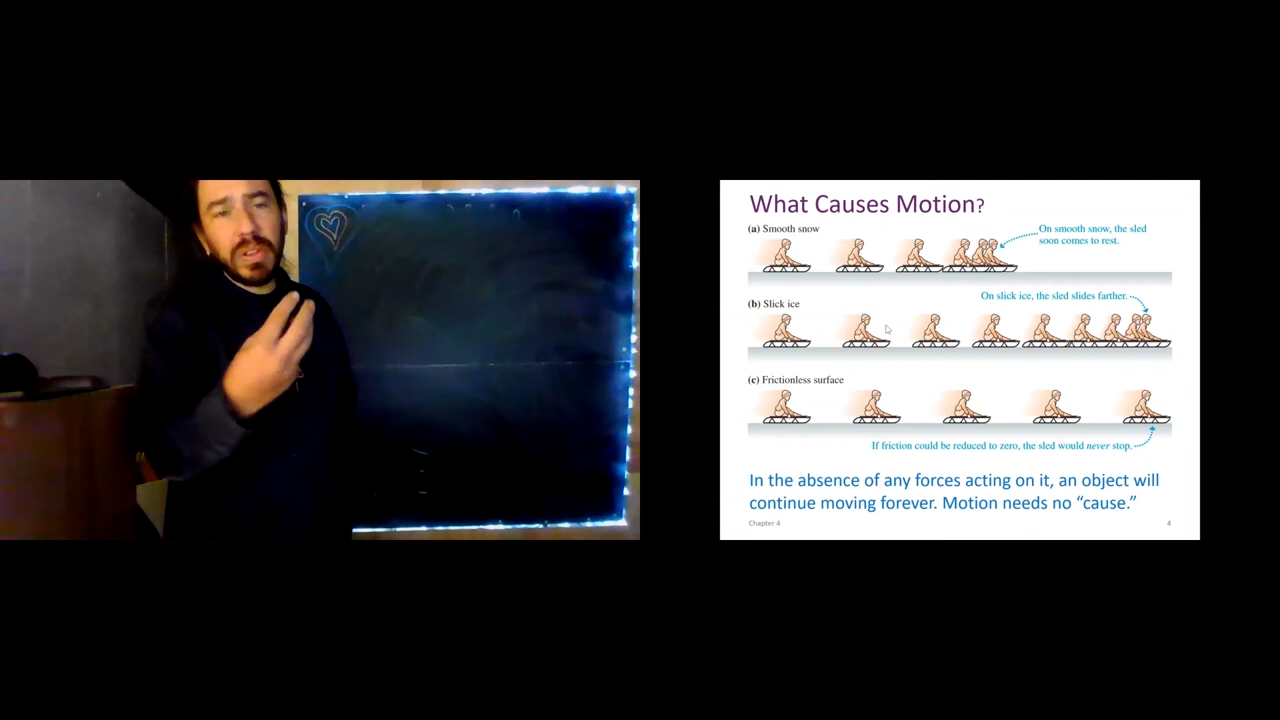 What Causes Motion?
(a) Smooth snow
On smooth snow, the sled
soon comes to rest.
(b) Slick ice
On slick ice, the sled slides farther.
(c) Frictionless surface
If friction could be reduced to zero, the sled would never stop.
In the absence of any forces acting on it, an object will
continue moving forever. Motion needs no “cause.”
Chapter 4
4